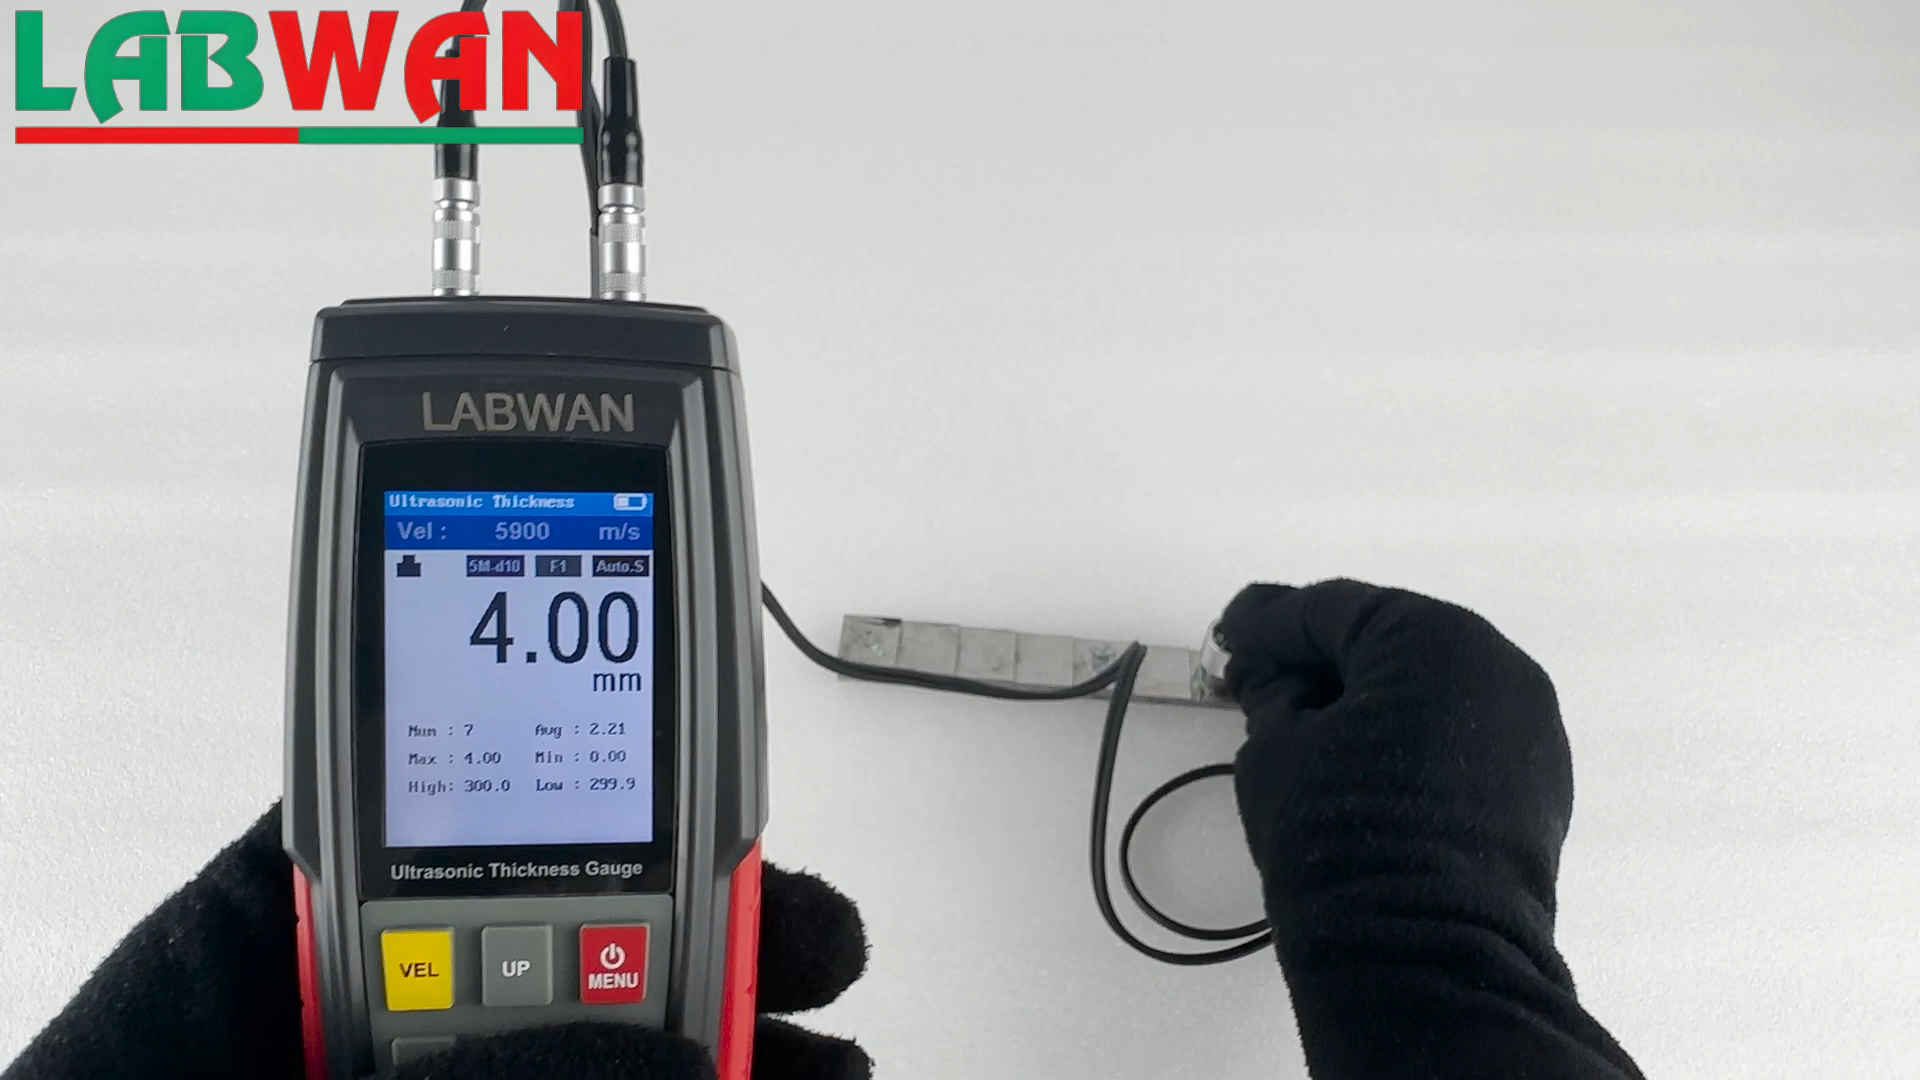 LABWAN
LABWAN
Ultrasonic Thickness
Vel : 5900 m/s
5M-d10 F1 Auto.S
4.00
mm
Num : 7 Avg : 2.21
Max : 4.00 Min : 0.00
High: 300.0 Low : 299.9
Ultrasonic Thickness Gauge
VEL UP MENU